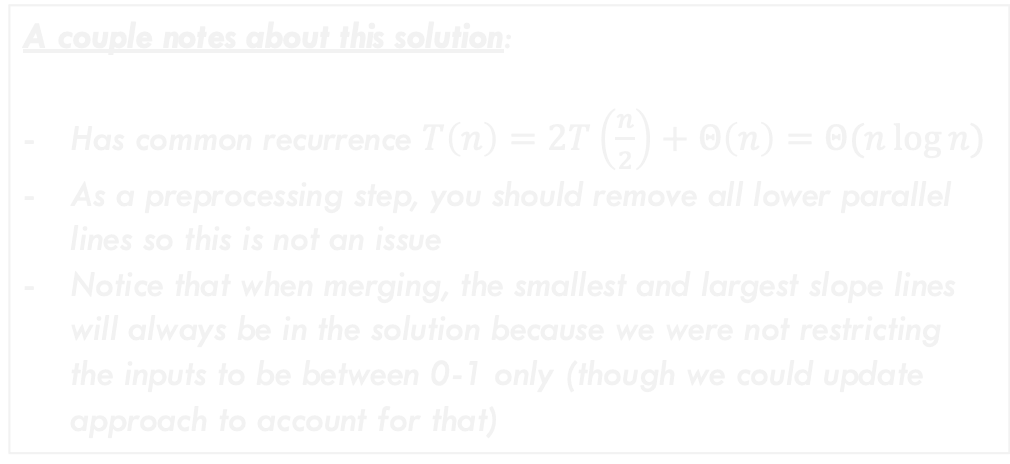 A couple notes about this solution:
- Has common recurrence T(n) = 2T(n/2) + Θ(n) = Θ(n log n)
- As a preprocessing step, you should remove all lower parallel
lines so this is not an issue
- Notice that when merging, the smallest and largest slope lines
will always be in the solution because we were not restricting
the inputs to be between 0-1 only (though we could update
approach to account for that)